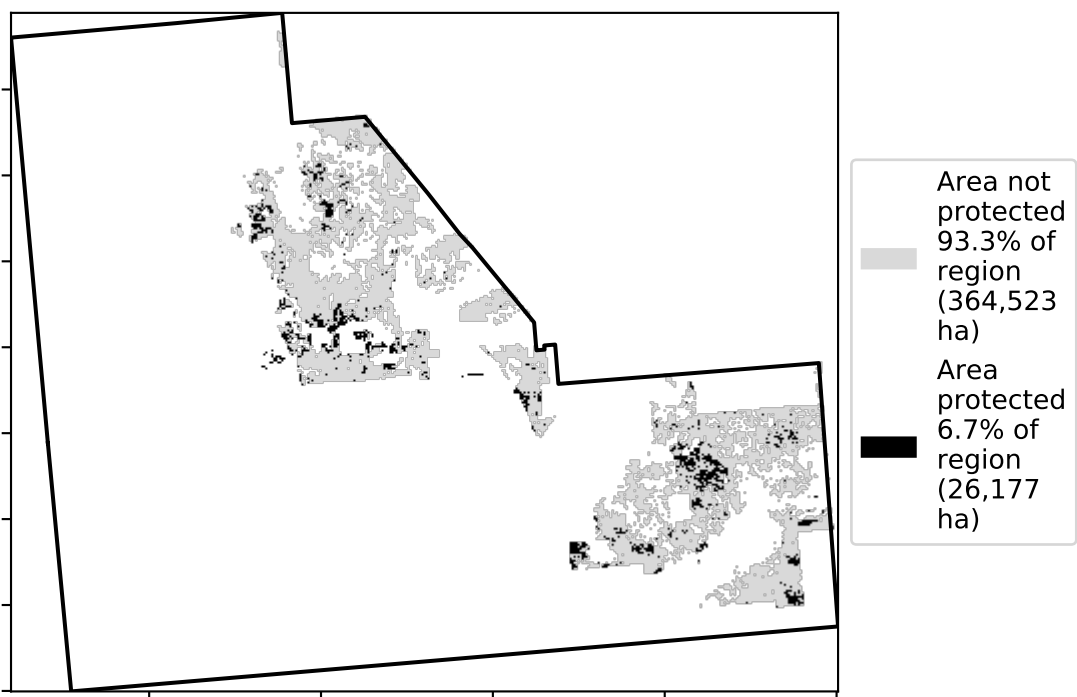 Area not
protected
93.3% of
region
(364,523
ha)
Area
protected
6.7% of
region
(26,177
ha)